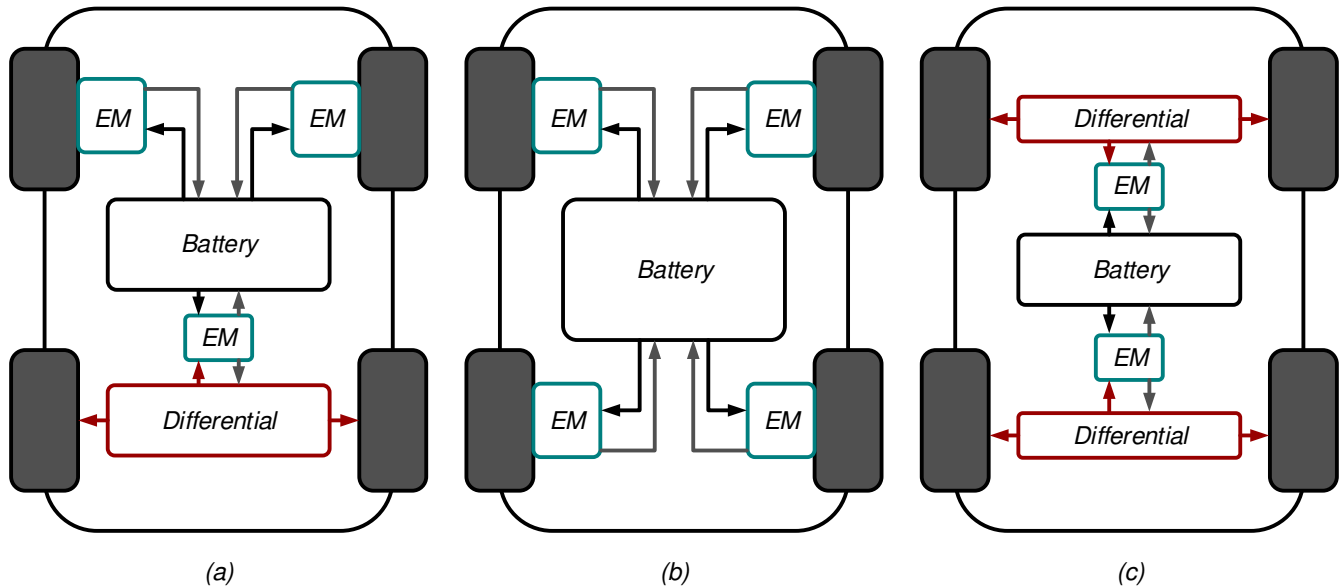 EM
EM
Battery
EM
Differential
(a)
EM
EM
Battery
EM
EM
(b)
Differential
EM
Battery
EM
Differential
(c)